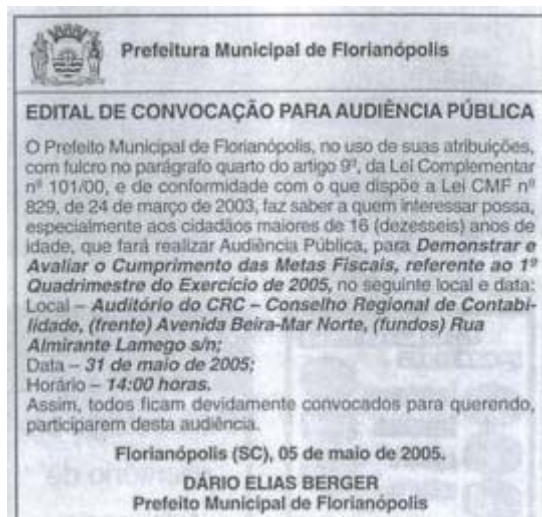 Prefeitura Municipal de Florianópolis
EDITAL DE CONVOCAÇÃO PARA AUDIÊNCIA PÚBLICA
O Prefeito Municipal de Florianópolis, no uso de suas atribuições,
com fulcro no parágrafo quarto do artigo 9º, da Lei Complementar
nº 101/00, e de conformidade com o que dispõe a Lei CMF nº
829, de 24 de março de 2003, faz saber a quem interessar possa,
especialmente aos cidadãos maiores de 16 (dezesseis) anos de
idade, que fará realizar Audiência Pública, para Demonstrar e
Avaliar o Cumprimento das Metas Fiscais, referente ao 1º
Quadrimestre do Exercício de 2005, no seguinte local e data:
Local – Auditório do CRC – Conselho Regional de Contabi-
lidade, (frente) Avenida Beira-Mar Norte, (fundos) Rua
Almirante Lamego s/n;
Data – 31 de maio de 2005;
Horário – 14:00 horas.
Assim, todos ficam devidamente convocados para querendo,
participarem desta audiência.
Florianópolis (SC), 05 de maio de 2005.
DÁRIO ELIAS BERGER
Prefeito Municipal de Florianópolis